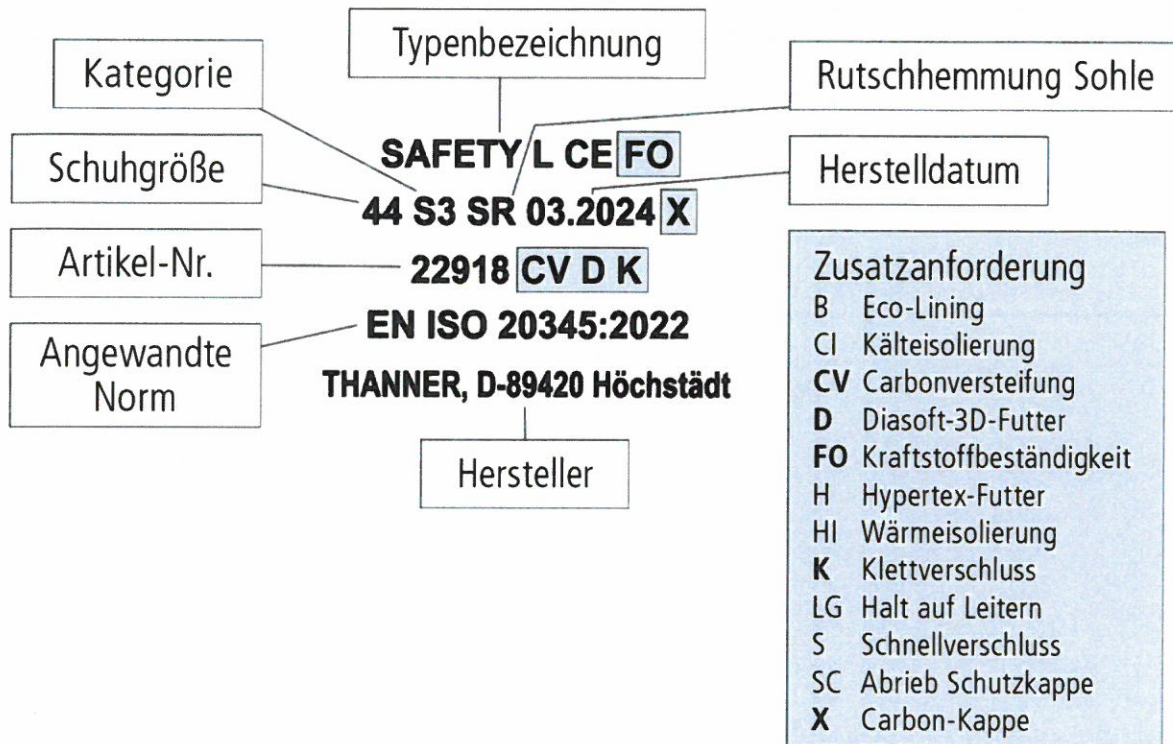 Typenbezeichnung
Kategorie
Rutschhemmung Sohle
SAFETY L CE FO
Schuhgröße
Herstelldatum
44 S3 SR 03.2024 X
Artikel-Nr.
22918 CV D K
Angewandte
Norm
EN ISO 20345:2022
THANNER, D-89420 Höchstädt
Hersteller
Zusatzanforderung
B Eco-Lining
CI Kälteisolierung
CV Carbonversteifung
D Diasoft-3D-Futter
FO Kraftstoffbeständigkeit
H Hypertex-Futter
HI Wärmeisolierung
K Klettverschluss
LG Halt auf Leitern
S Schnellverschluss
SC Abrieb Schutzkappe
X Carbon-Kappe